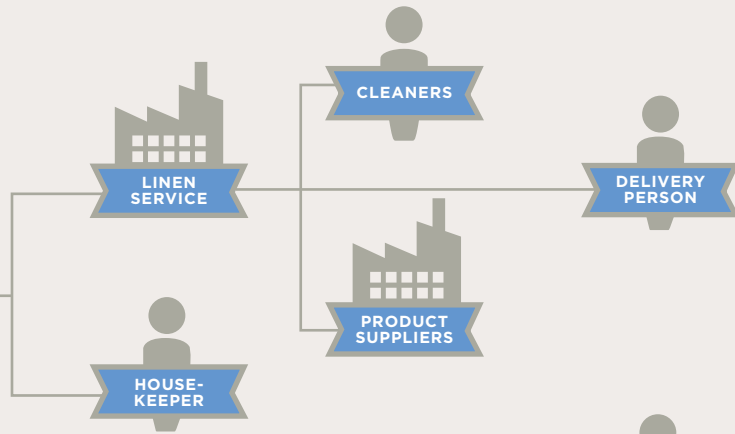 CLEANERS
LINEN
SERVICE
DELIVERY
PERSON
PRODUCT
SUPPLIERS
HOUSE-
KEEPER